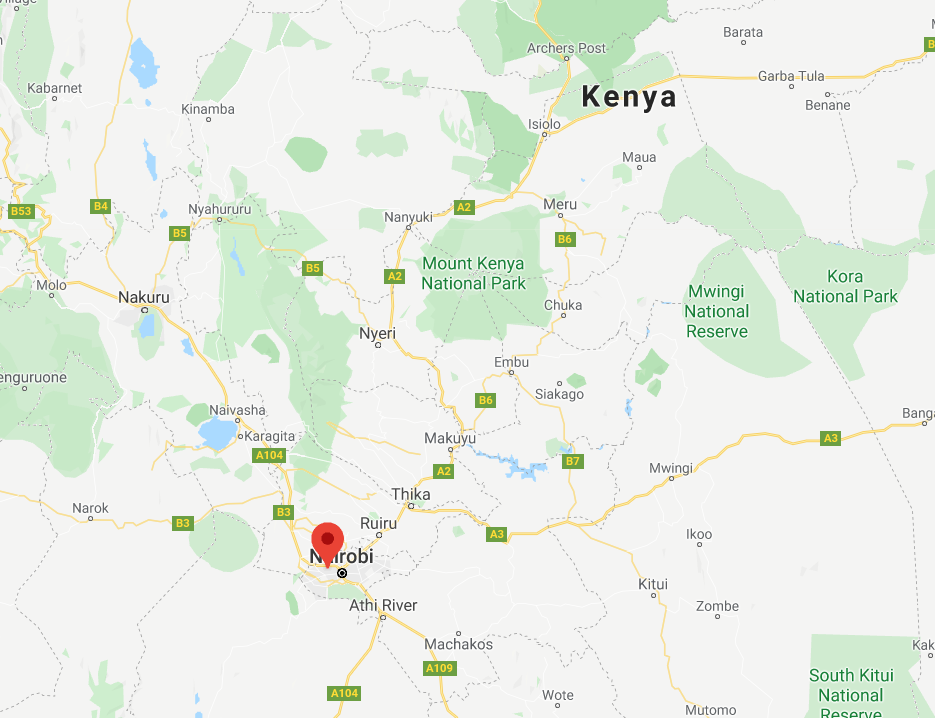 Barata
Archers Post
B
Garba Tula
Kabarnet
Kenya
Benane
Kinamba
Isiolo
Maua
B53
B4
Nyahururu
A2
Meru
Nanyuki
B5
B6
B5
A2
Mount Kenya
National Park
Kora
National Park
Molo
Nakuru
Mwingi
National
Reserve
Chuka
Nyeri
Embu
enguruone
Siakago
B6
Naivasha
Karagita
Makuyu
A3
Bang
A104
A2
B7
Mwingi
Thika
Narok
B3
B3
Ruiru
A3
Ikoo
N irobi
Kitui
Athi River
Zombe
Machakos
Kak
A109
South Kitui
National
Reserve
A104
Wote
Mutomo